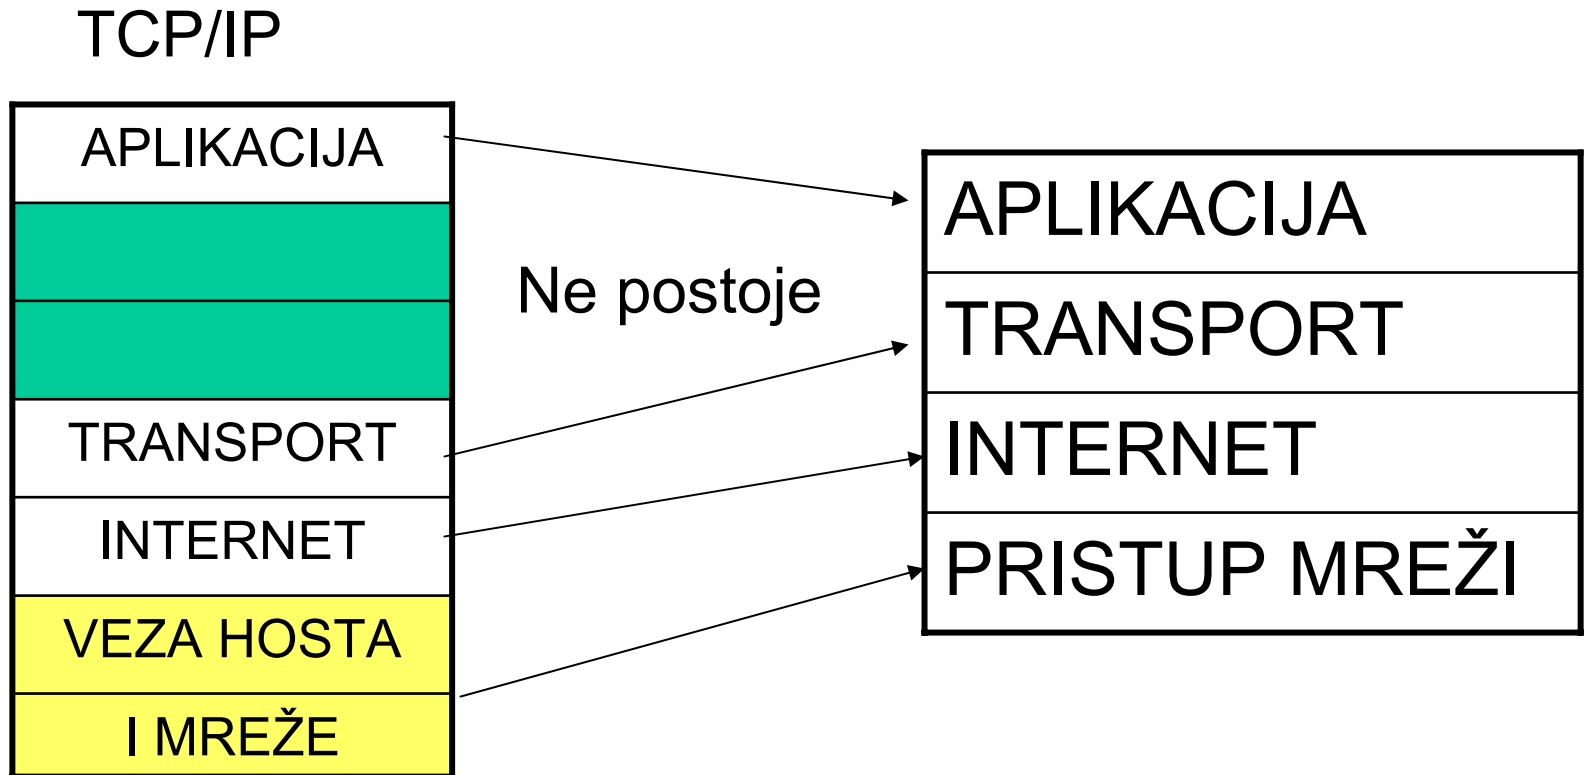 TCP/IP
APLIKACIJA
TRANSPORT
INTERNET
VEZA HOSTA
I MREŽE
Ne postoje
APLIKACIJA
TRANSPORT
INTERNET
PRISTUP MREŽI